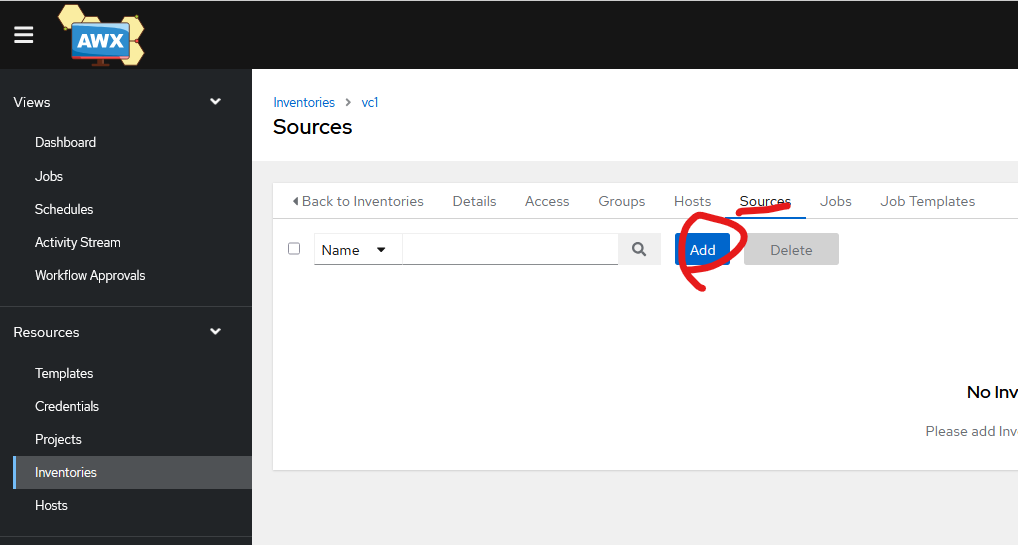 AWX
Views
Dashboard
Jobs
Schedules
Activity Stream
Workflow Approvals
Resources
Templates
Credentials
Projects
Inventories
Hosts
Inventories > vc1
Sources
Back to Inventories Details Access Groups Hosts Sources Jobs Job Templates
Name Add Delete
No Inv
Please add Inv